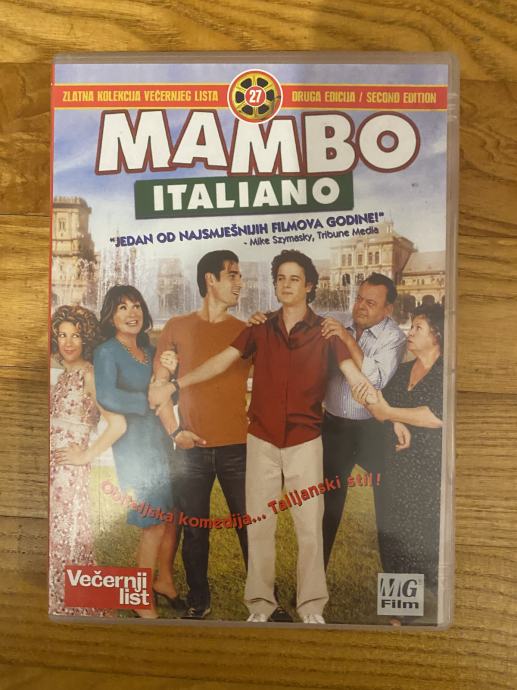 ZLATNA KOLEKCIJA VEČERNJEG LISTA 27 DRUGA EDICIJA / SECOND EDITION
MAMBO
ITALIANO
"JEDAN OD NAJSMJEŠNIJIH FILMOVA GODINE!"
- Mike Szymasky, Tribune Media
Obiteljska komedija... Talijanski stil!
Večernji
list
MG
Film